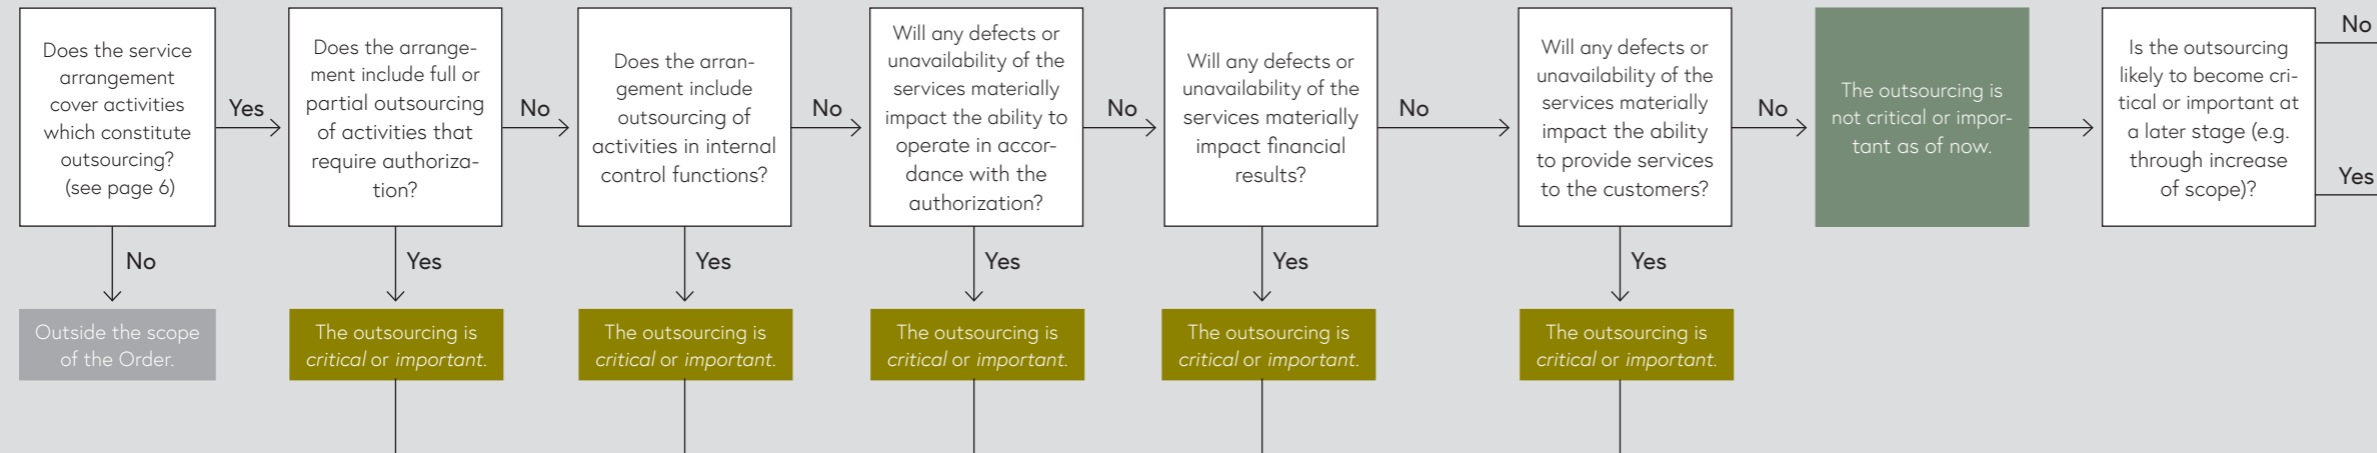 Does the service
arrangement
cover activities
which constitute
outsourcing?
(see page 6)
Yes
No
Outside the scope
of the Order.
Does the arrange-
ment include full or
partial outsourcing
of activities that
require authoriza-
tion?
No
Yes
The outsourcing is
critical or important.
Does the arran-
gement include
outsourcing of
activities in internal
control functions?
No
Yes
The outsourcing is
critical or important.
Will any defects or
unavailability of the
services materially
impact the ability to
operate in accor-
dance with the
authorization?
No
Yes
The outsourcing is
critical or important.
Will any defects or
unavailability of the
services materially
impact financial
results?
No
Yes
The outsourcing is
critical or important.
Will any defects or
unavailability of the
services materially
impact the ability
to provide services
to the customers?
No
Yes
The outsourcing is
critical or important.
The outsourcing is
not critical or impor-
tant as of now.
Is the outsourcing
likely to become cri-
tical or important at
a later stage (e.g.
through increase
of scope)?
No
Yes